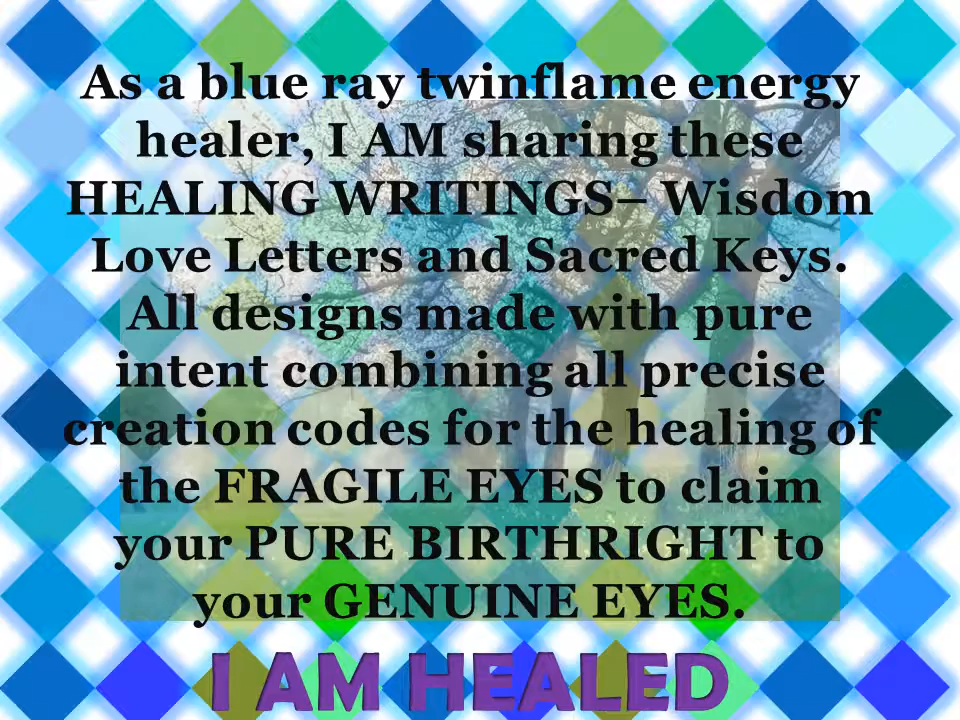 As a blue ray twinflame energy
healer, I AM sharing these
HEALING WRITINGS– Wisdom
Love Letters and Sacred Keys.
All designs made with pure
intent combining all precise
creation codes for the healing of
the FRAGILE EYES to claim
your PURE BIRTHRIGHT to
your GENUINE EYES.
I AM HEALED